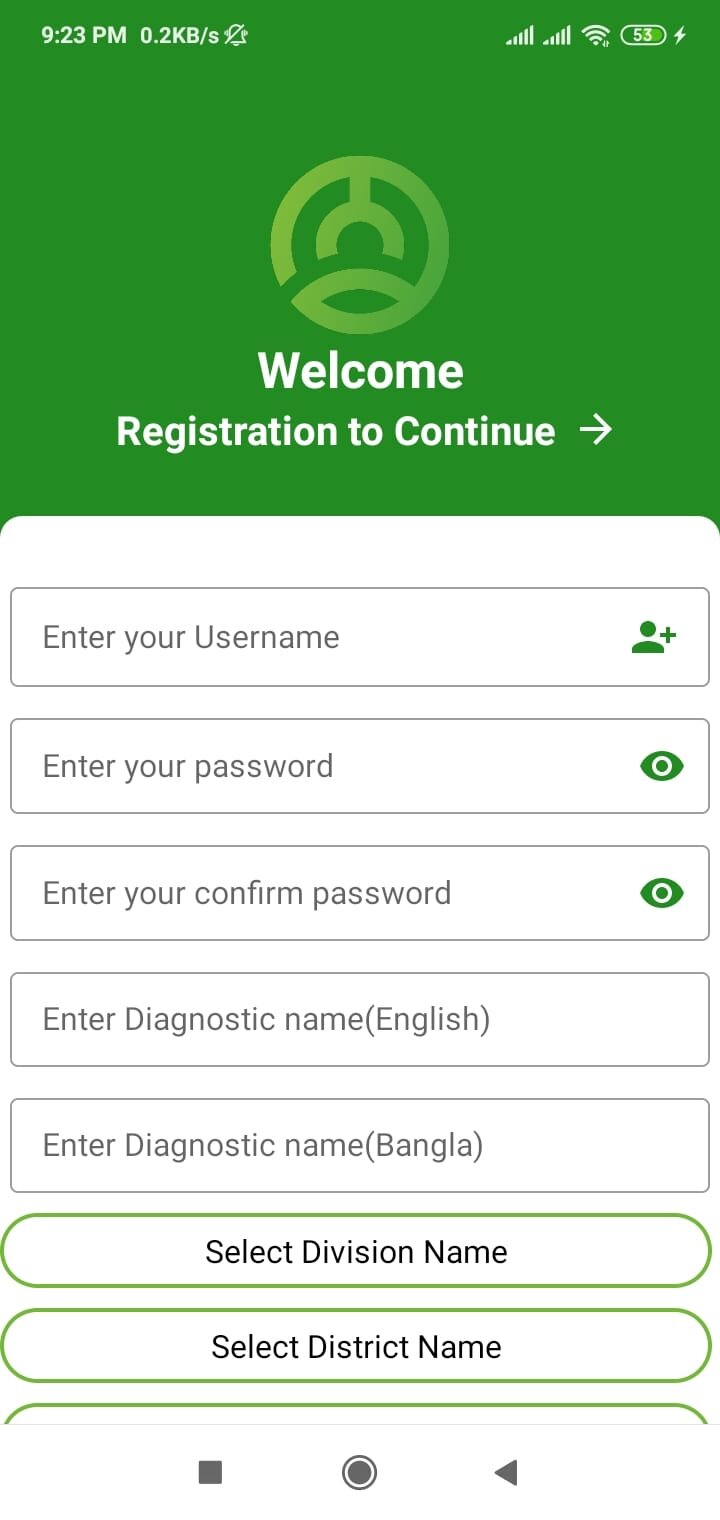 9:23 PM 0.2KB/s 53
Welcome
Registration to Continue
Enter your Username
Enter your password
Enter your confirm password
Enter Diagnostic name(English)
Enter Diagnostic name(Bangla)
Select Division Name
Select District Name